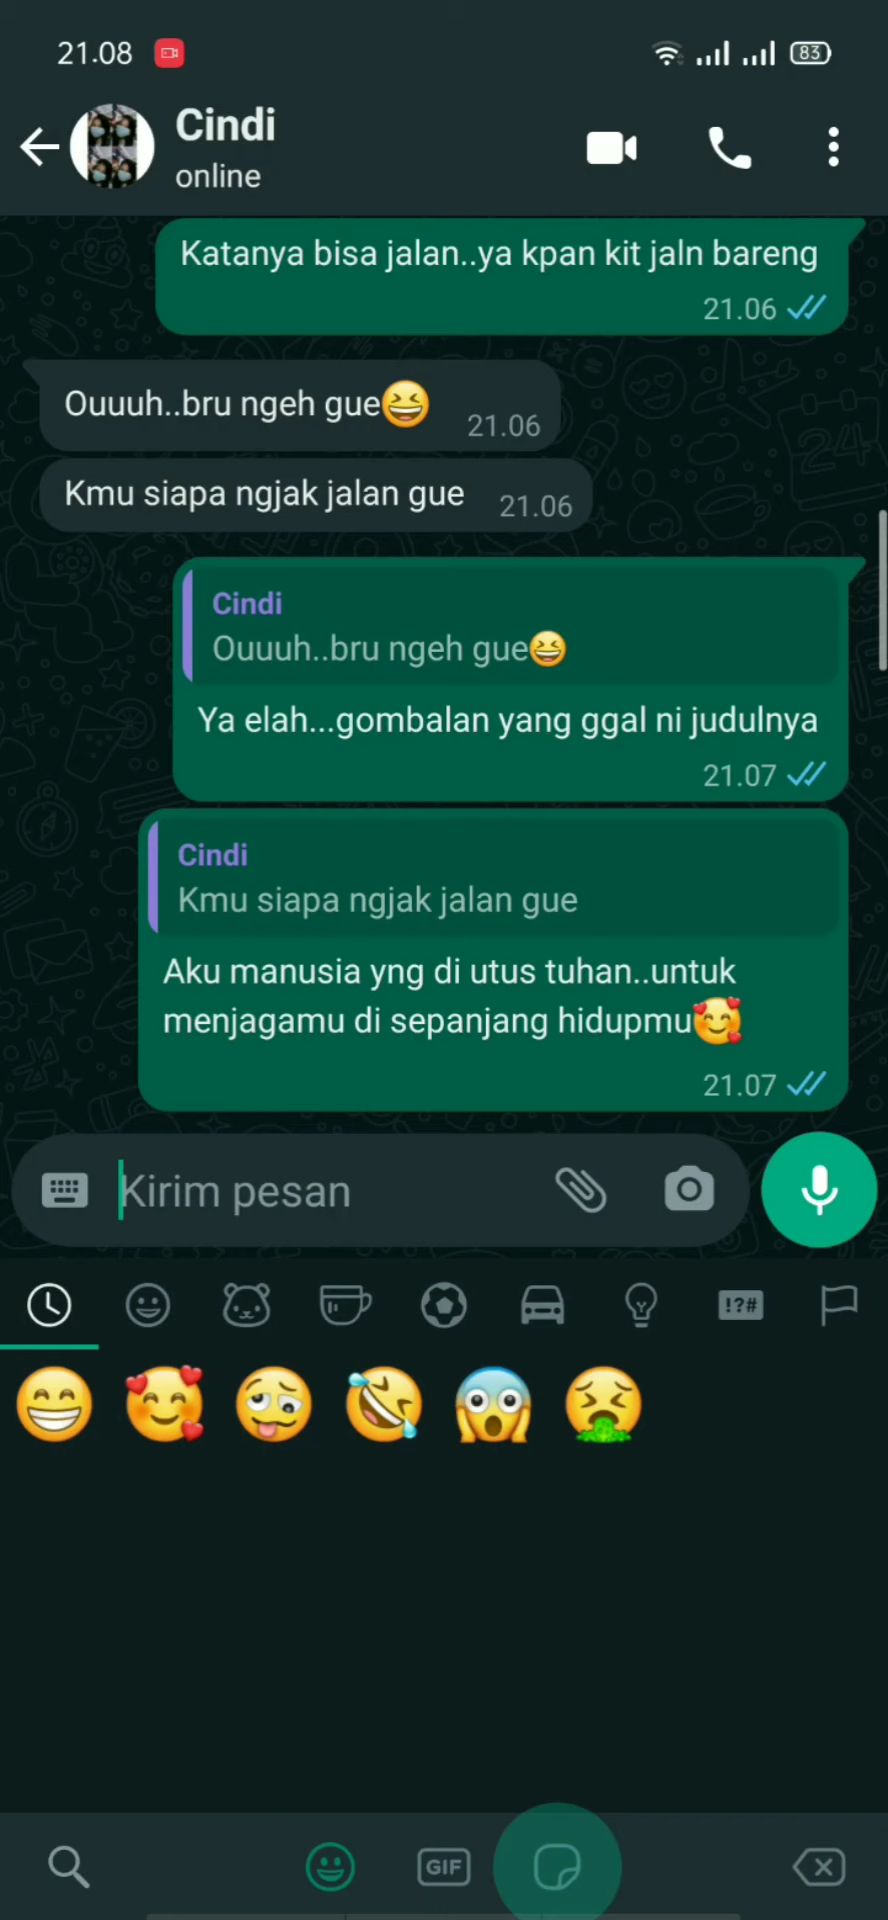 21.08
83
Cindi
online
Katanya bisa jalan..ya kpan kit jaln bareng
21.06
Ouuuh..bru ngeh gue😆
21.06
Kmu siapa ngjak jalan gue
21.06
Cindi
Ouuuh..bru ngeh gue😆
Ya elah...gombalan yang ggal ni judulnya
21.07
Cindi
Kmu siapa ngjak jalan gue
Aku manusia yng di utus tuhan..untuk
menjagamu di sepanjang hidupmu🥰
21.07
Kirim pesan
!?#
GIF